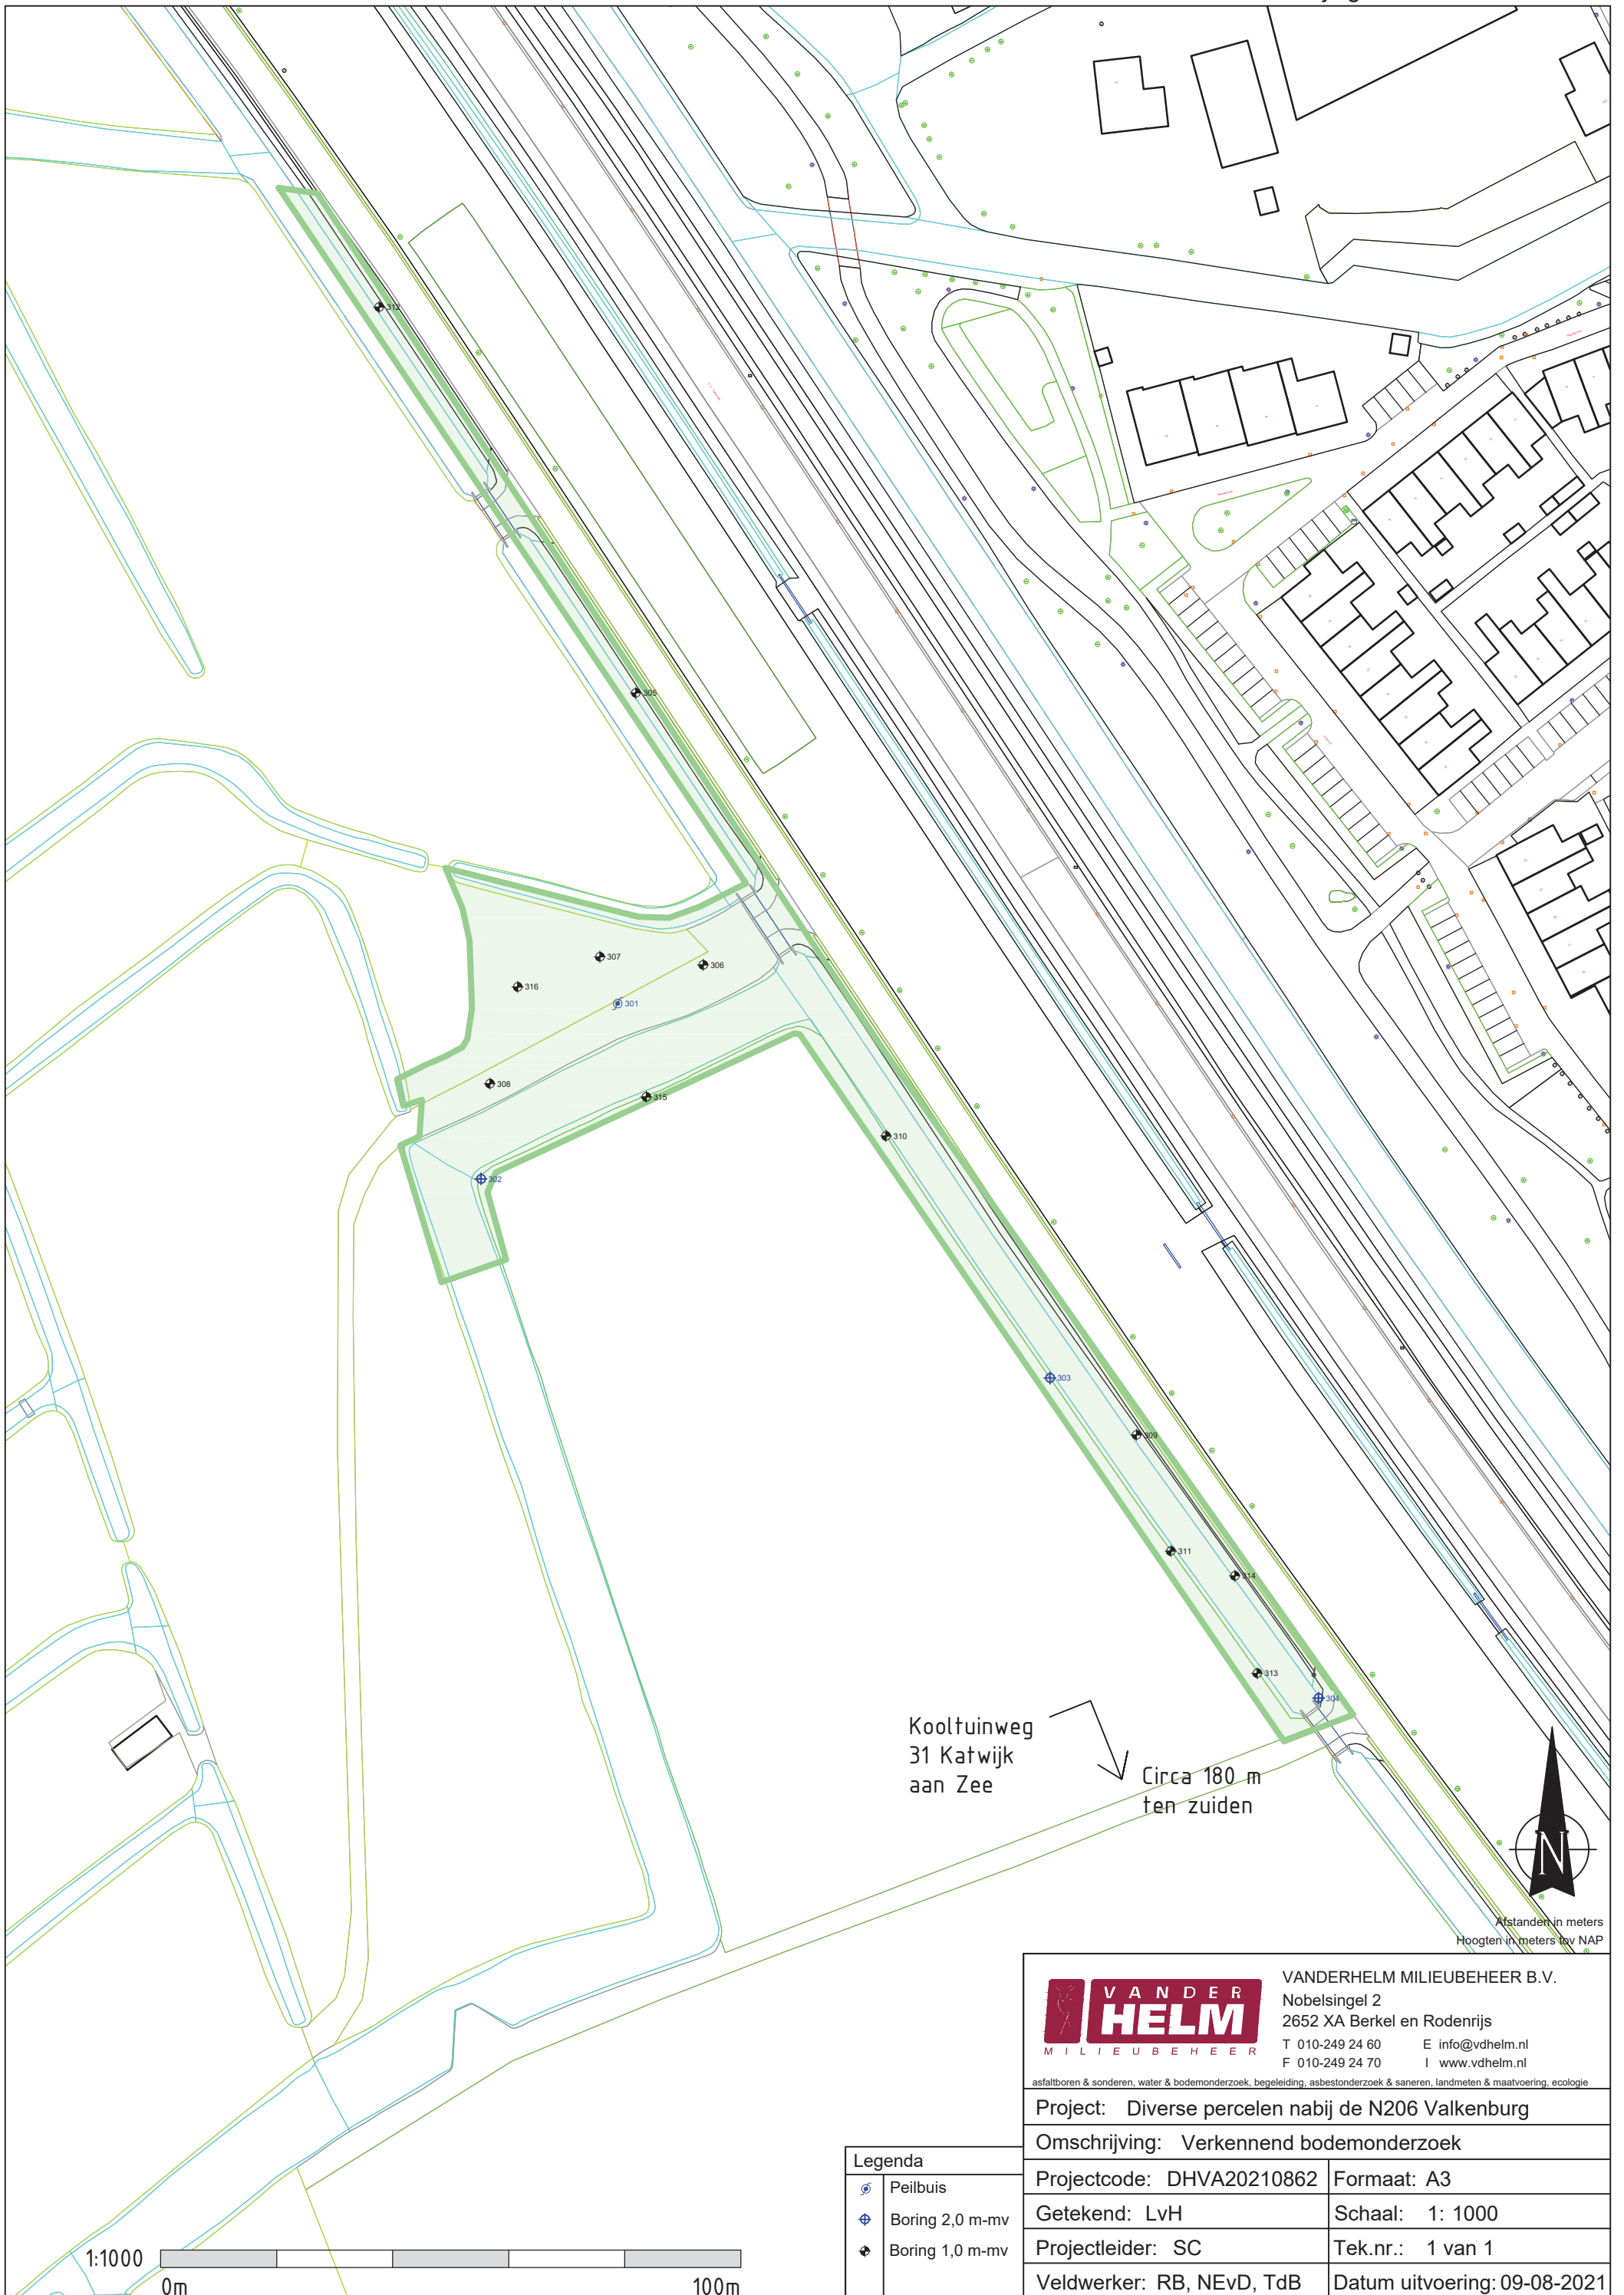 312
305
307
306
316
301
308
315
310
302
303
309
311
314
313
304
Kooltuinweg
31 Katwijk
aan Zee
Circa 180 m
ten zuiden
N
Afstanden in meters
Hoogten in meters tov NAP
VANDER
HELM
MILIEUBEHEER
VANDERHELM MILIEUBEHEER B.V.
Nobelsingel 2
2652 XA Berkel en Rodenrijs
T 010-249 24 60 E info@vdhelm.nl
F 010-249 24 70 I www.vdhelm.nl
asfaltboren & sonderen, water & bodemonderzoek, begeleiding, asbestonderzoek & saneren, landmeten & maatvoering, ecologie
Project: Diverse percelen nabij de N206 Valkenburg
Omschrijving: Verkennend bodemonderzoek
Projectcode: DHVA20210862 Formaat: A3
Getekend: LvH Schaal: 1: 1000
Projectleider: SC Tek.nr.: 1 van 1
Veldwerker: RB, NEvD, TdB Datum uitvoering: 09-08-2021
Legenda
Peilbuis
Boring 2,0 m-mv
Boring 1,0 m-mv
1:1000
0m 100m